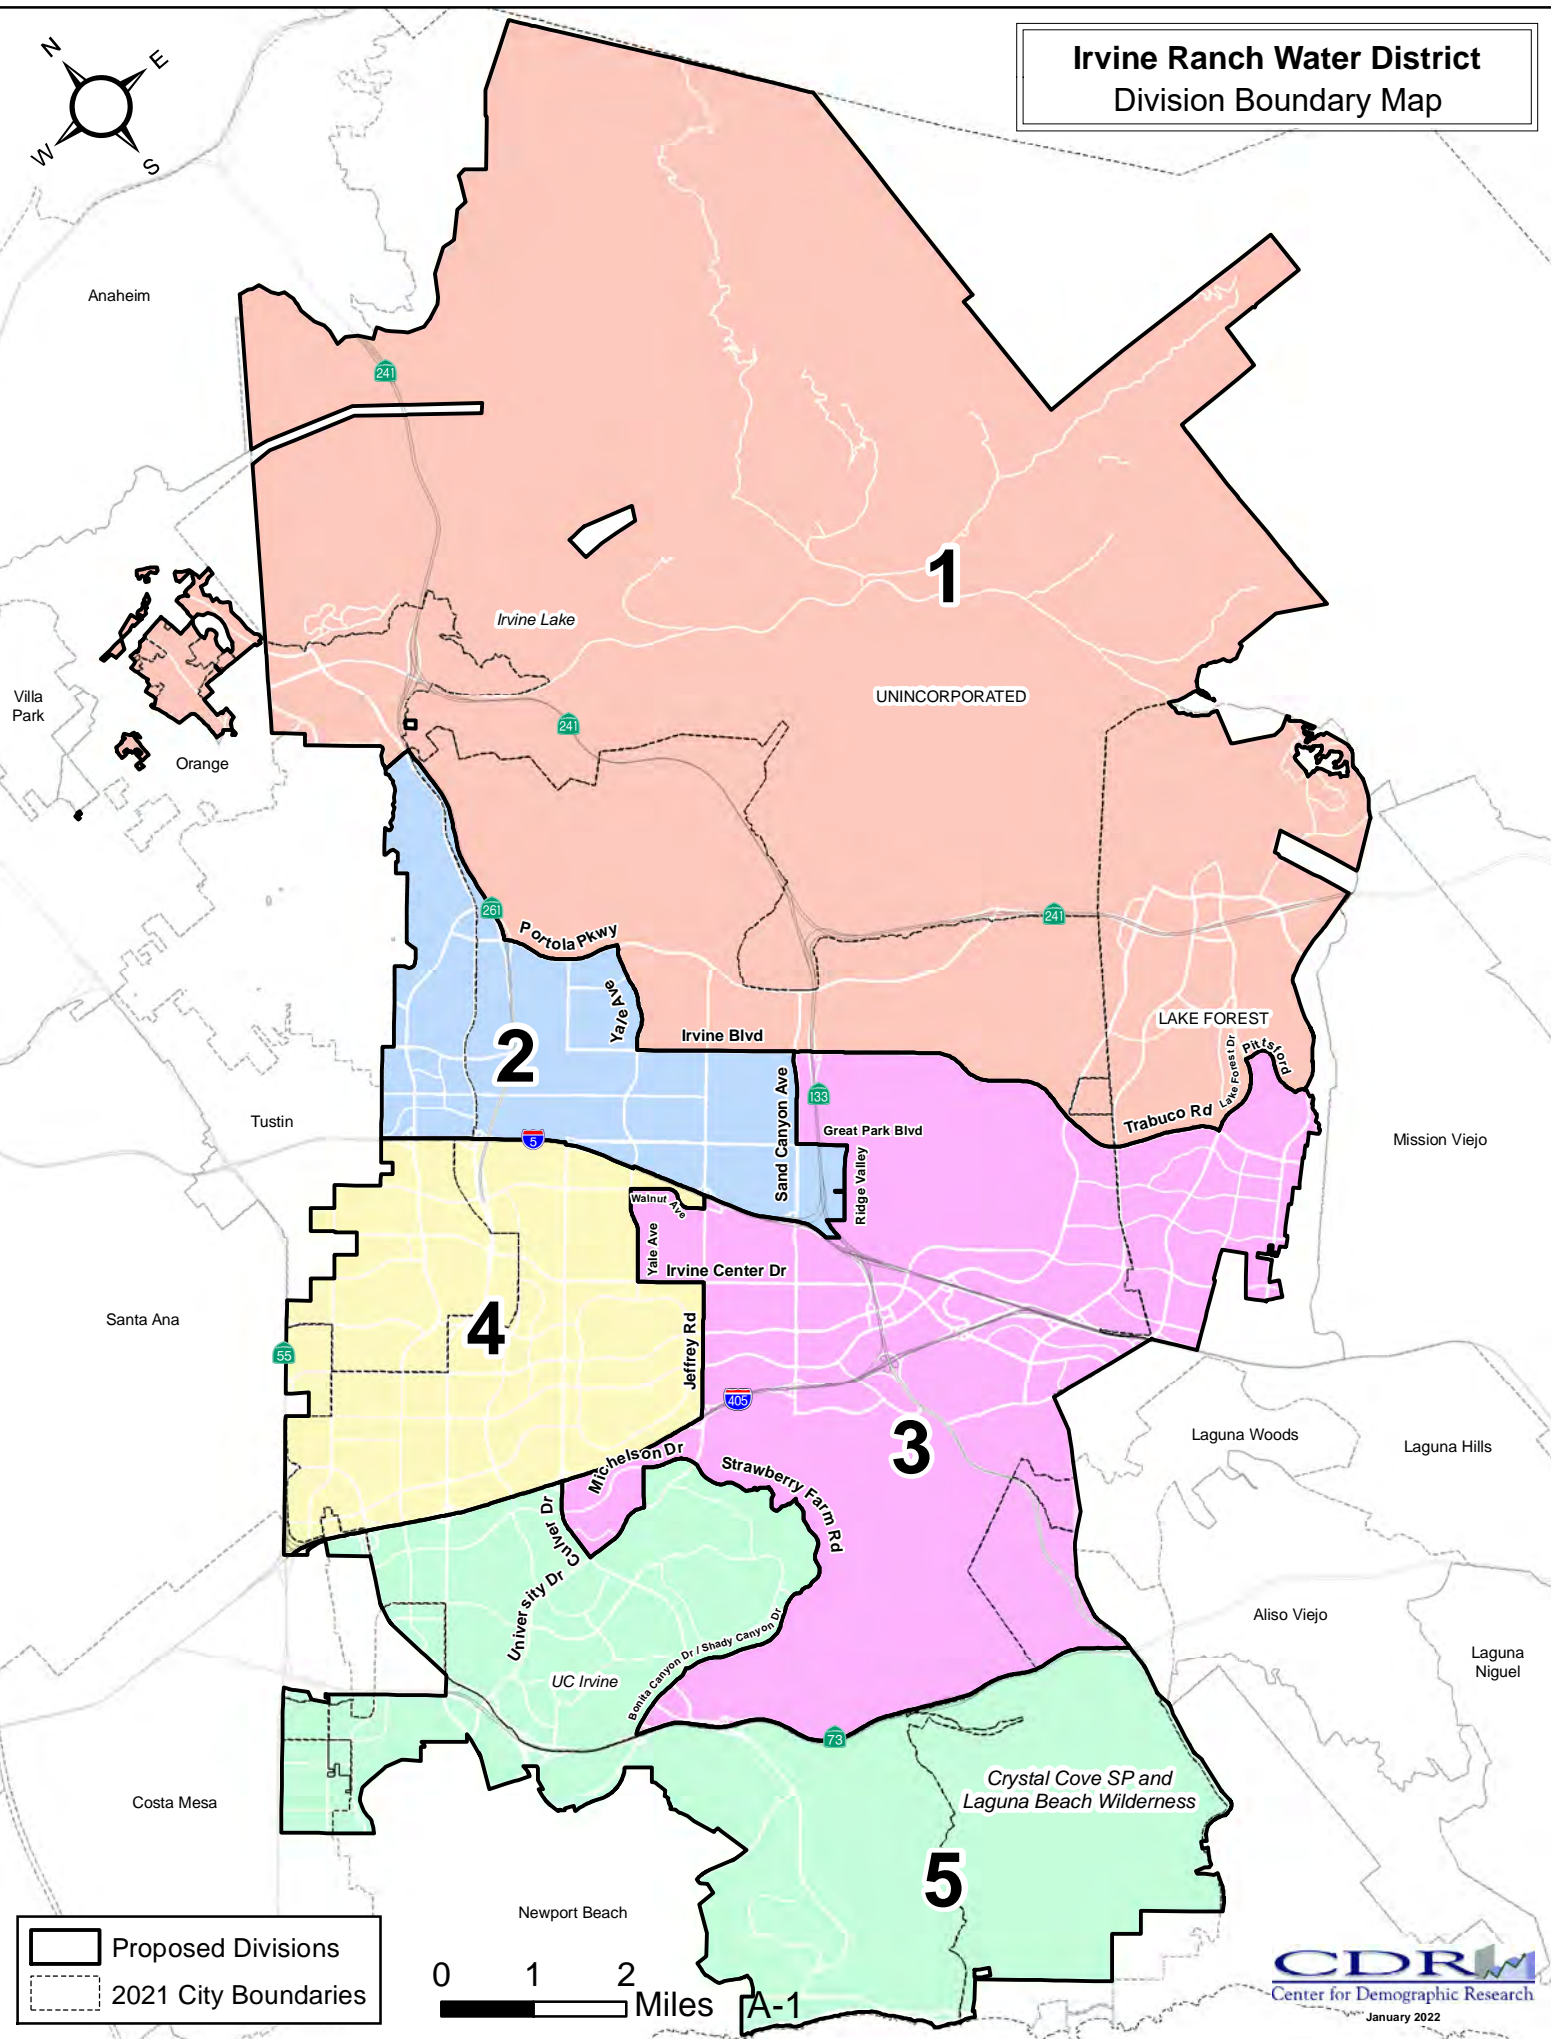 Irvine Ranch Water District
Division Boundary Map
N
E
W
S
Anaheim
241
1
Irvine Lake
UNINCORPORATED
Villa
Park
Orange
241
261
Portola Pkwy
241
Yale Ave
Irvine Blvd
LAKE FOREST
2
Lake Forest Dr
Pittsford
Sand Canyon Ave
133
Trabuco Rd
Tustin
5
Great Park Blvd
Mission Viejo
Ridge Valley
Walnut Ave
Yale Ave
Irvine Center Dr
Santa Ana
4
55
Jeffrey Rd
405
3
Laguna Woods
Laguna Hills
Michelson Dr
Strawberry Farm Rd
Culver Dr
University Dr
Aliso Viejo
Bonita Canyon Dr / Shady Canyon Dr
Laguna
Niguel
UC Irvine
73
Crystal Cove SP and
Laguna Beach Wilderness
Costa Mesa
5
Newport Beach
Proposed Divisions
2021 City Boundaries
0 1 2
Miles
A-1
CDR
Center for Demographic Research
January 2022